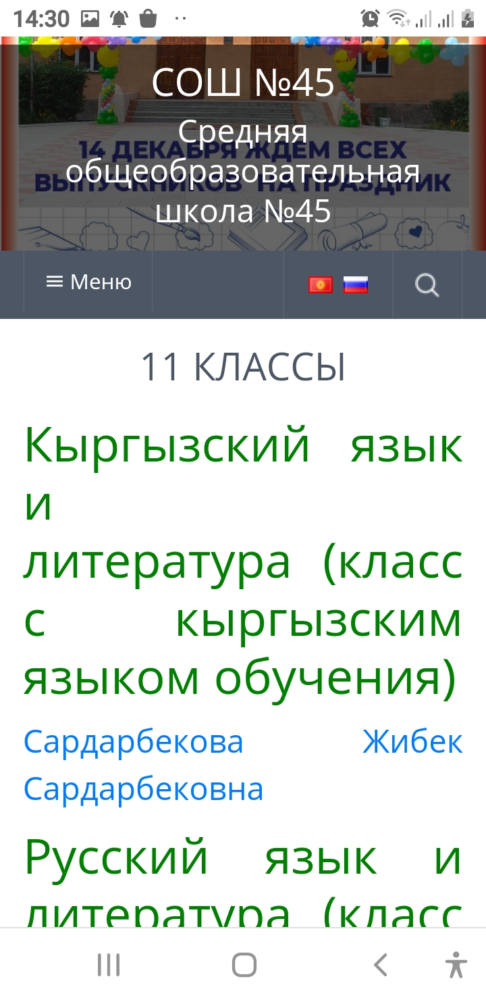 14:30
СОШ №45
Средняя
14 ДЕКАБРЯ ЖДЕМ ВСЕХ
общеобразовательная
ВЫПУСКНИКОВ НА ПРАЗДНИК
школа №45
Меню
11 КЛАССЫ
Кыргызский язык
и
литература (класс
с кыргызским
языком обучения)
Сардарбекова Жибек
Сардарбековна
Русский язык и
литература (класс